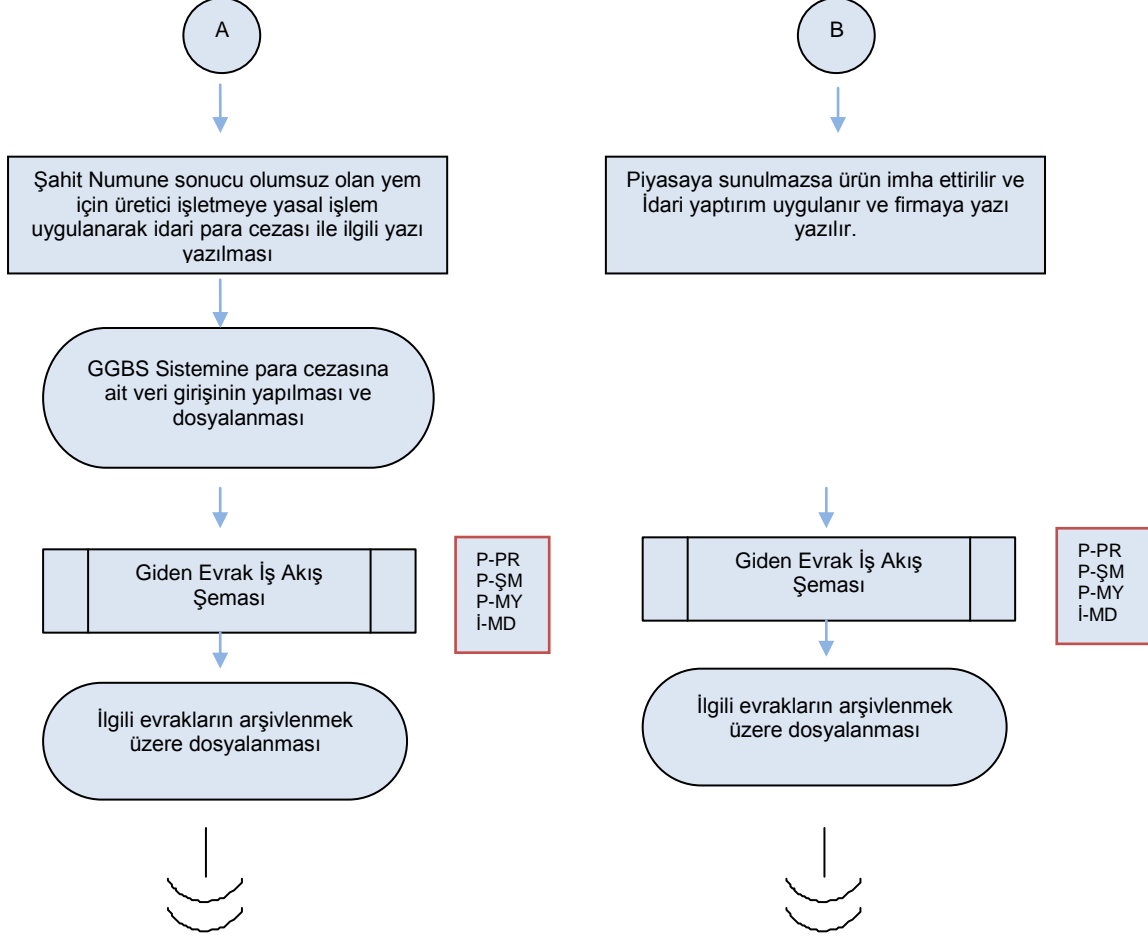 A
Şahit Numune sonucu olumsuz olan yem
için üretici işletmeye yasal işlem
uygulanarak idari para cezası ile ilgili yazı
yazılması
GGBS Sistemine para cezasına
ait veri girişinin yapılması ve
dosyalanması
Giden Evrak İş Akış
Şeması
P-PR
P-ŞM
P-MY
İ-MD
İlgili evrakların arşivlenmek
üzere dosyalanması
B
Piyasaya sunulmazsa ürün imha ettirilir ve
İdari yaptırım uygulanır ve firmaya yazı
yazılır.
Giden Evrak İş Akış
Şeması
P-PR
P-ŞM
P-MY
İ-MD
İlgili evrakların arşivlenmek
üzere dosyalanması